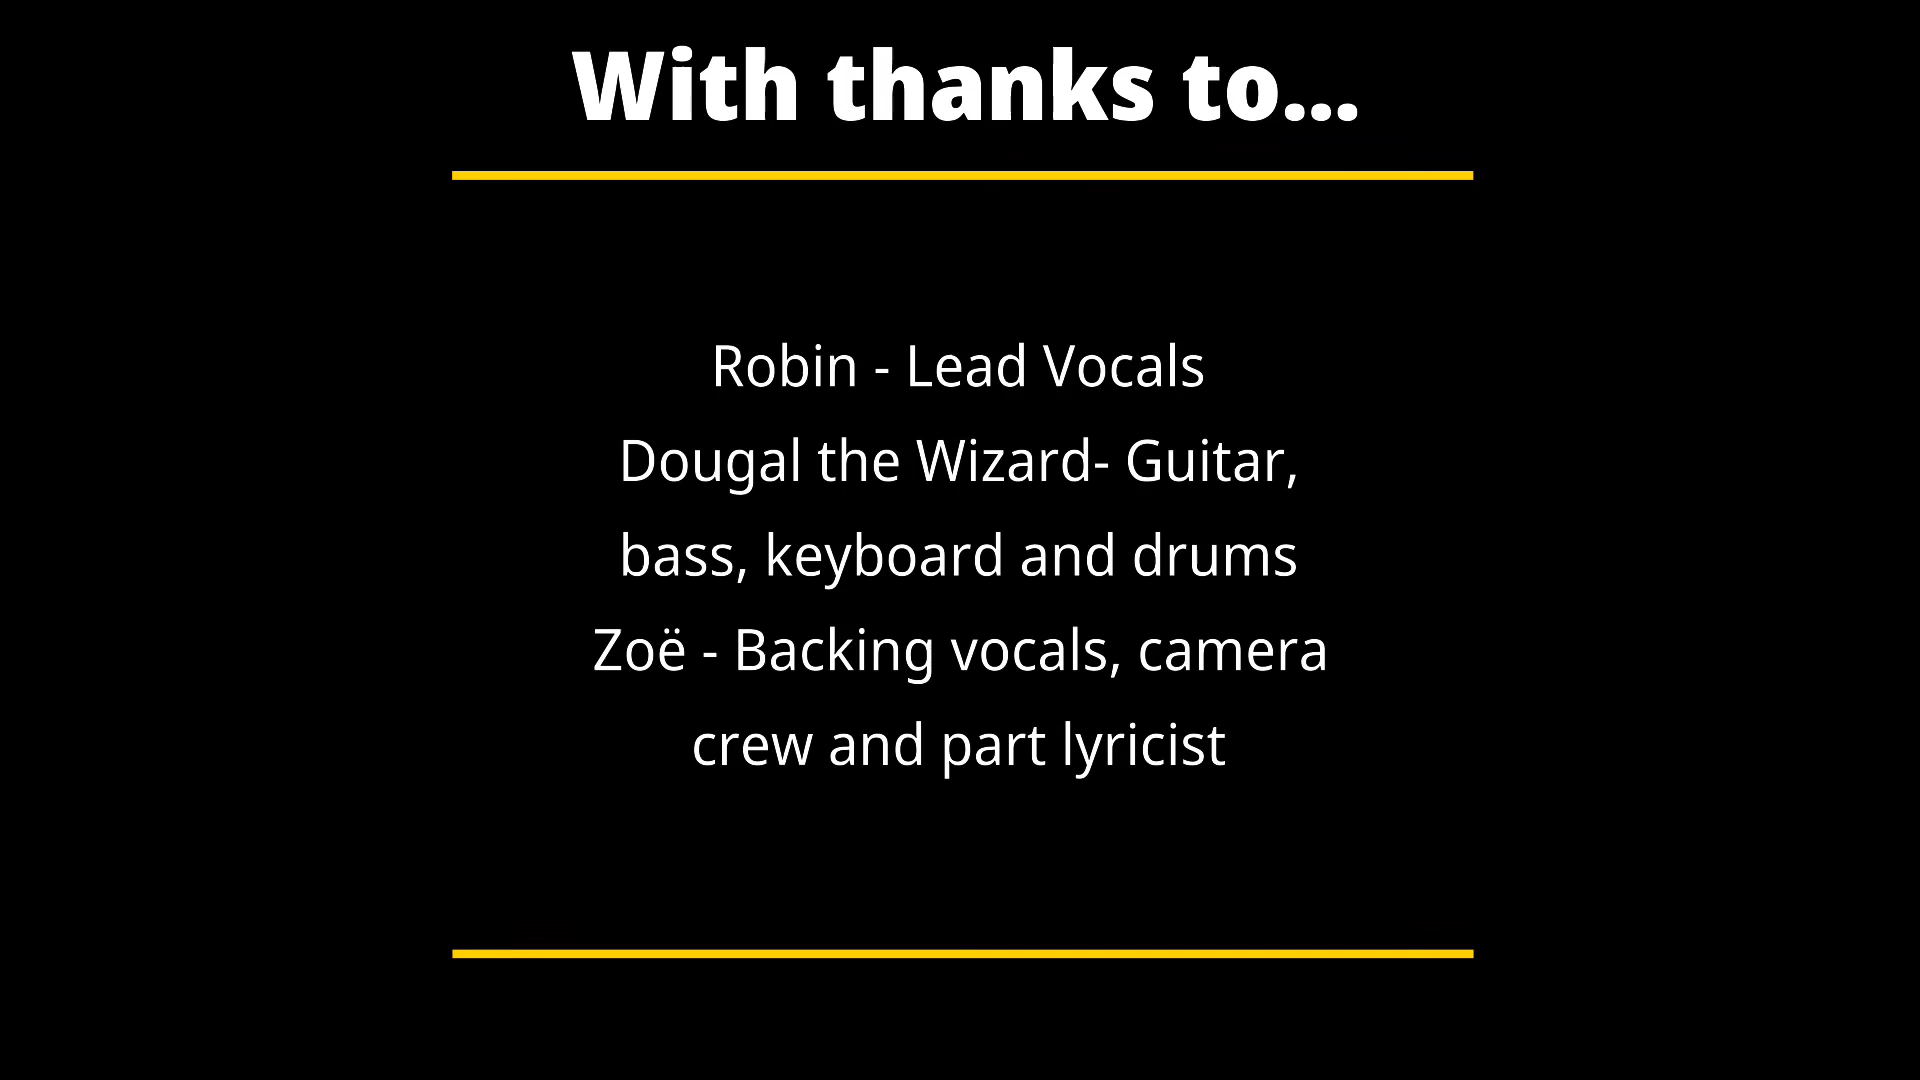 With thanks to...
Robin - Lead Vocals
Dougal the Wizard- Guitar,
bass, keyboard and drums
Zoë - Backing vocals, camera
crew and part lyricist